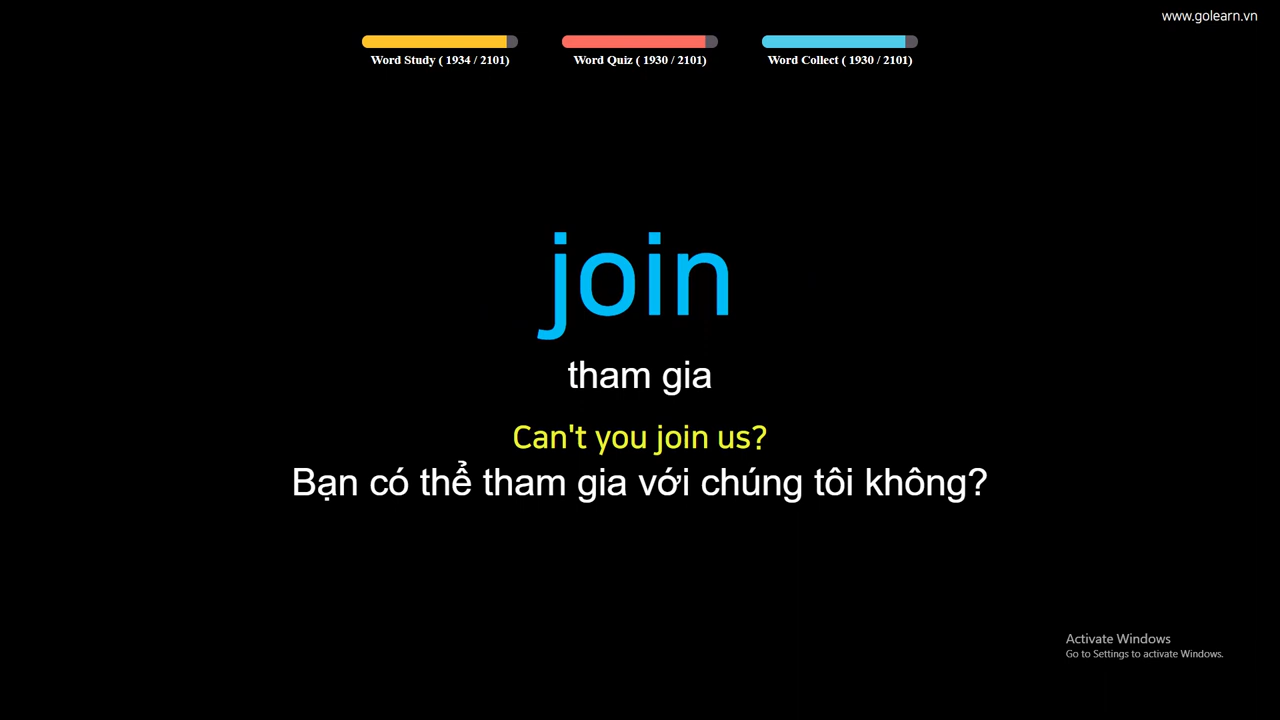 www.golearn.vn
Word Study ( 1934 / 2101)
Word Quiz ( 1930 / 2101)
Word Collect ( 1930 / 2101)
join
tham gia
Can't you join us?
Bạn có thể tham gia với chúng tôi không?
Activate Windows
Go to Settings to activate Windows.